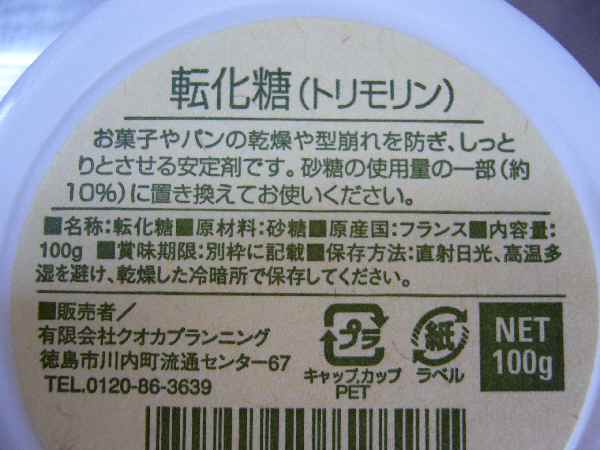 転化糖(トリモリン)
お菓子やパンの乾燥や型崩れを防ぎ、しっと
りとさせる安定剤です。砂糖の使用量の一部(約
10%)に置き換えてお使いください。
■名称:転化糖■原材料:砂糖■原産国:フランス■内容量:
100g ■賞味期限:別枠に記載■保存方法:直射日光、高温多
湿を避け、乾燥した冷暗所で保存してください。
■販売者/
有限会社クオカプランニング
徳島市川内町流通センター67
TEL.0120-86-3639
プラ
キャップ、カップ
PET
紙
ラベル
NET
100g